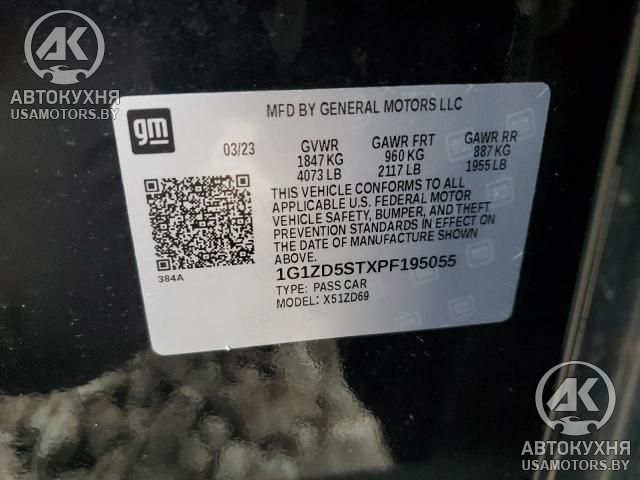 АВТОКУХНЯ
USAMOTORS.BY
gm
MFD BY GENERAL MOTORS LLC
03/23 GVWR GAWR FRT GAWR RR
1847 KG 960 KG 887 KG
4073 LB 2117 LB 1955 LB
THIS VEHICLE CONFORMS TO ALL
APPLICABLE U.S. FEDERAL MOTOR
VEHICLE SAFETY, BUMPER, AND THEFT
PREVENTION STANDARDS IN EFFECT ON
THE DATE OF MANUFACTURE SHOWN
ABOVE.
384A
1G1ZD5STXPF195055
TYPE: PASS CAR
MODEL: X51ZD69
АВТОКУХНЯ
USAMOTORS.BY